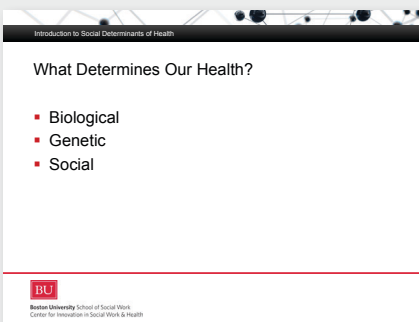 Introduction to Social Determinants of Health
What Determines Our Health?
▪ Biological
▪ Genetic
▪ Social
BU
Boston University School of Social Work
Center for Innovation in Social Work & Health